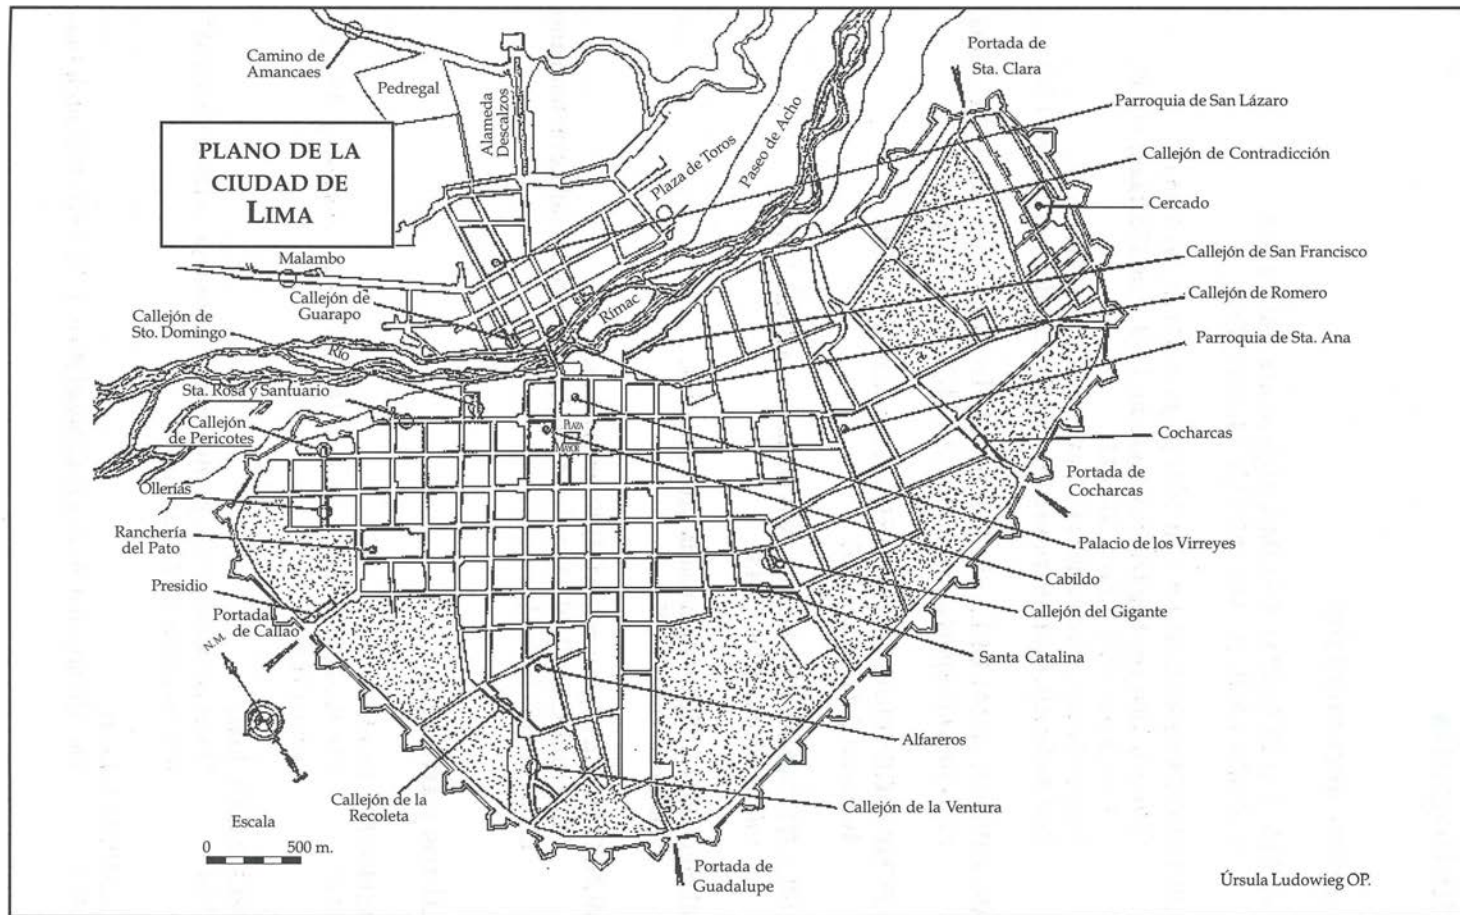 PLANO DE LA
CIUDAD DE
LIMA
Camino de
Amancaes
Pedregal
Alameda
Descalzos
Plaza de Toros
Paseo de Acho
Portada de
Sta. Clara
Parroquia de San Lázaro
Callejón de Contradicción
Cercado
Callejón de San Francisco
Callejón de Romero
Parroquia de Sta. Ana
Cocharcas
Portada de
Cocharcas
Palacio de los Virreyes
Cabildo
Callejón del Gigante
Santa Catalina
Alfareros
Callejón de la Ventura
Portada de
Guadalupe
Malambo
Callejón de
Guarapo
Callejón de
Sto. Domingo
Río
Rímac
Sta. Rosa y Santuario
Callejón
de Pericotes
PLAZA
MAYOR
Ollerías
Ranchería
del Pato
Presidio
Portada
de Callao
N.M.
Callejón de la
Recoleta
Escala
0 500 m.
Úrsula Ludowieg OP.